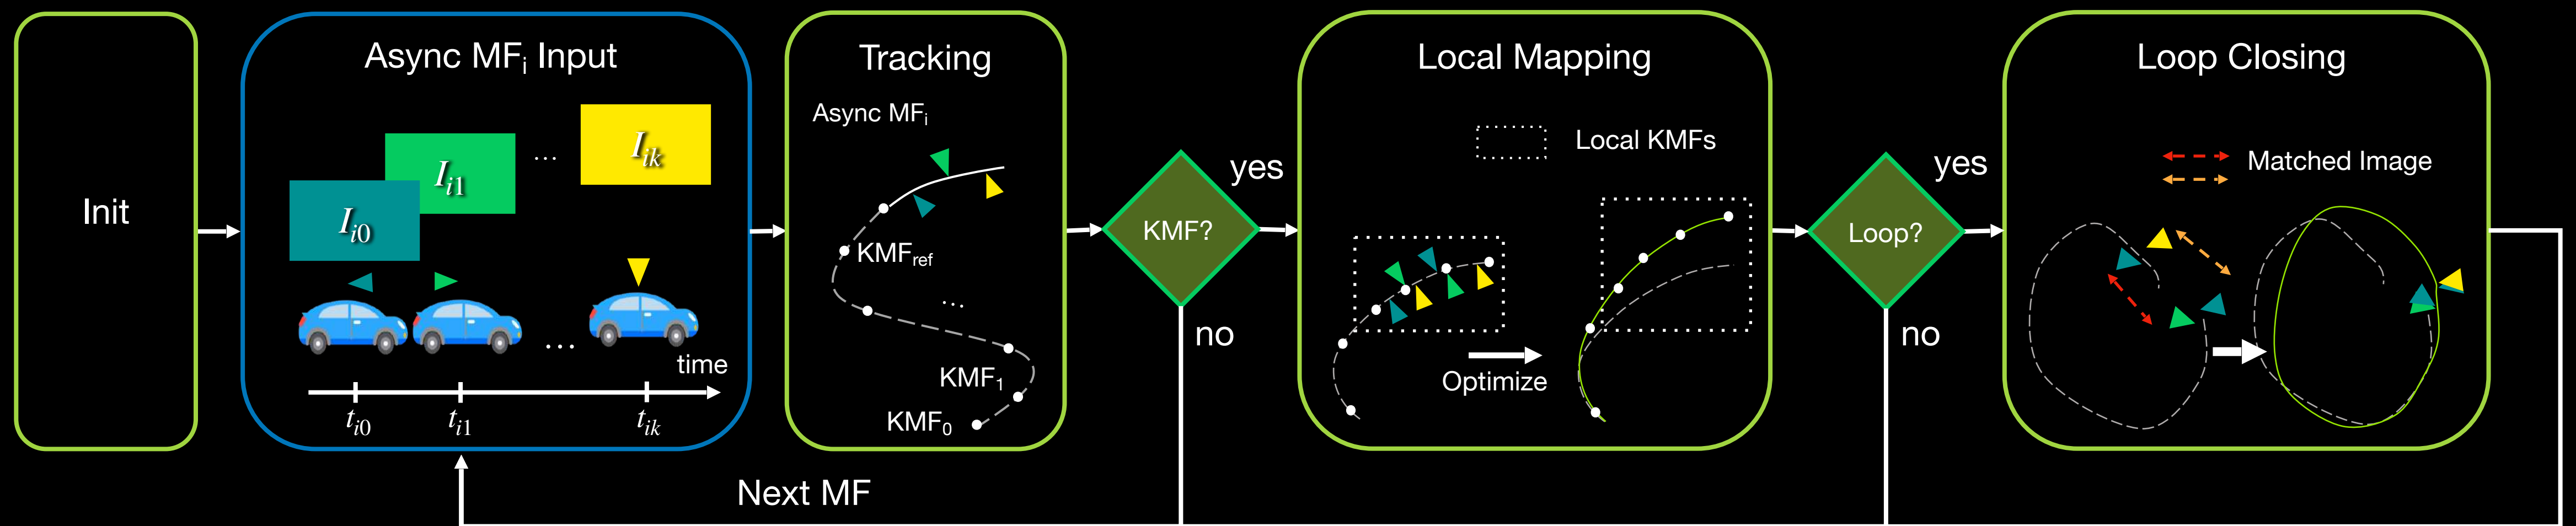 Init
Async MFi Input
Ii0
Ii1
...
Iik
...
time
ti0
ti1
tik
Tracking
Async MFi
KMFref
...
KMF1
KMF0
KMF?
yes
no
Local Mapping
Local KMFs
Optimize
Loop?
yes
no
Loop Closing
Matched Image
Next MF